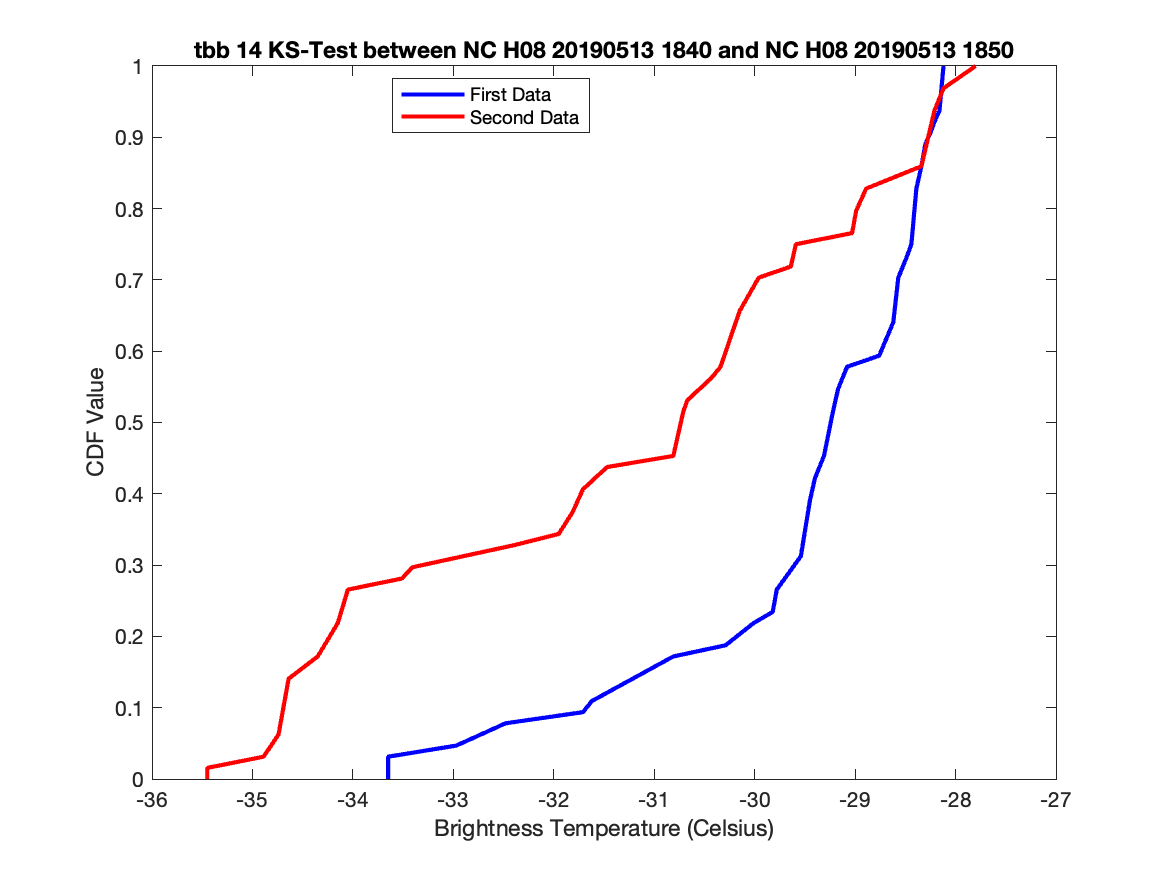 tbb 14 KS-Test between NC H08 20190513 1840 and NC H08 20190513 1850
First Data
Second Data
1
0.9
0.8
0.7
0.6
0.5
0.4
0.3
0.2
0.1
0
CDF Value
-36 -35 -34 -33 -32 -31 -30 -29 -28 -27
Brightness Temperature (Celsius)